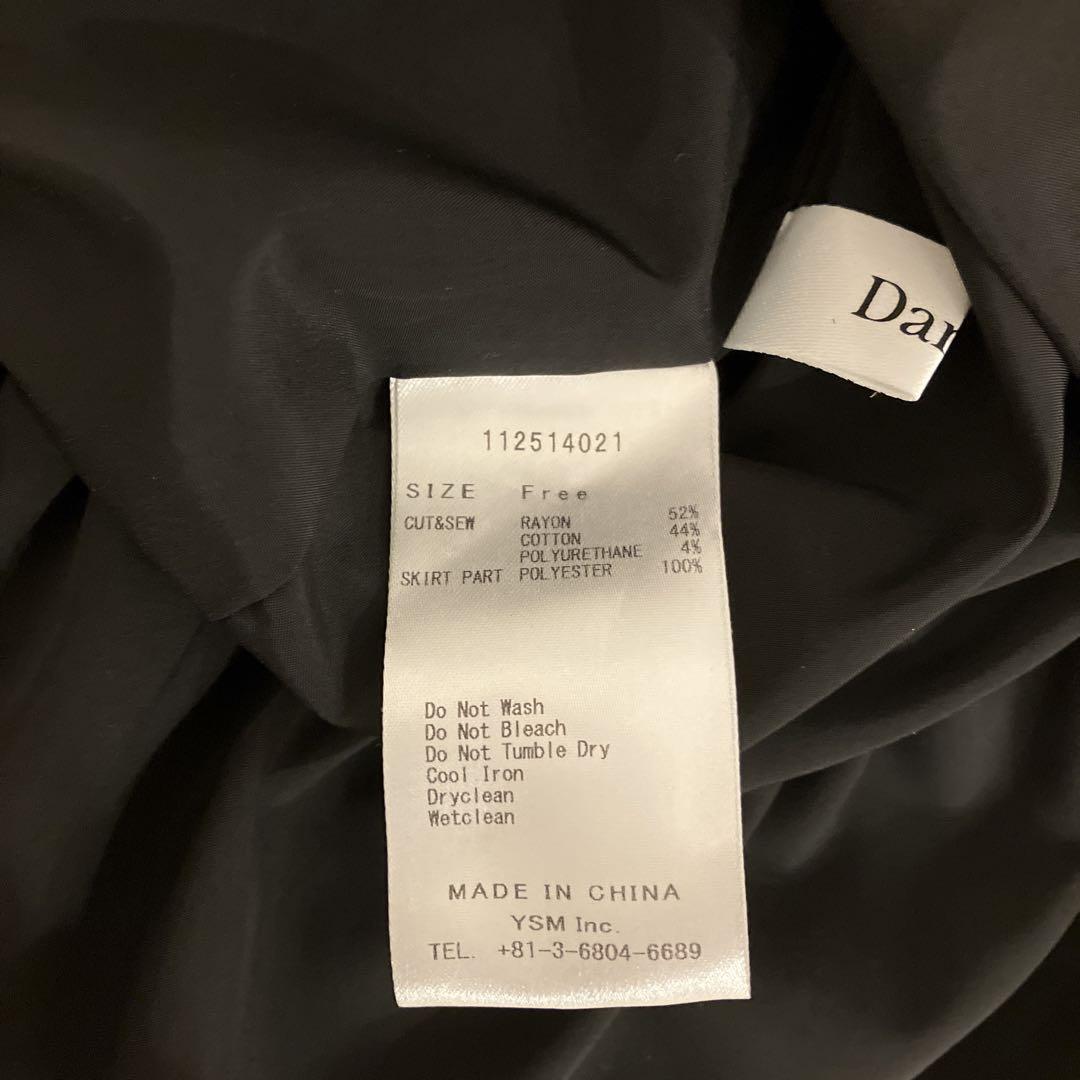 Dar
112514021
SIZE Free
CUT&SEW RAYON 52%
COTTON 44%
POLYURETHANE 4%
SKIRT PART POLYESTER 100%
Do Not Wash
Do Not Bleach
Do Not Tumble Dry
Cool Iron
Dryclean
Wetclean
MADE IN CHINA
YSM Inc.
TEL. +81-3-6804-6689